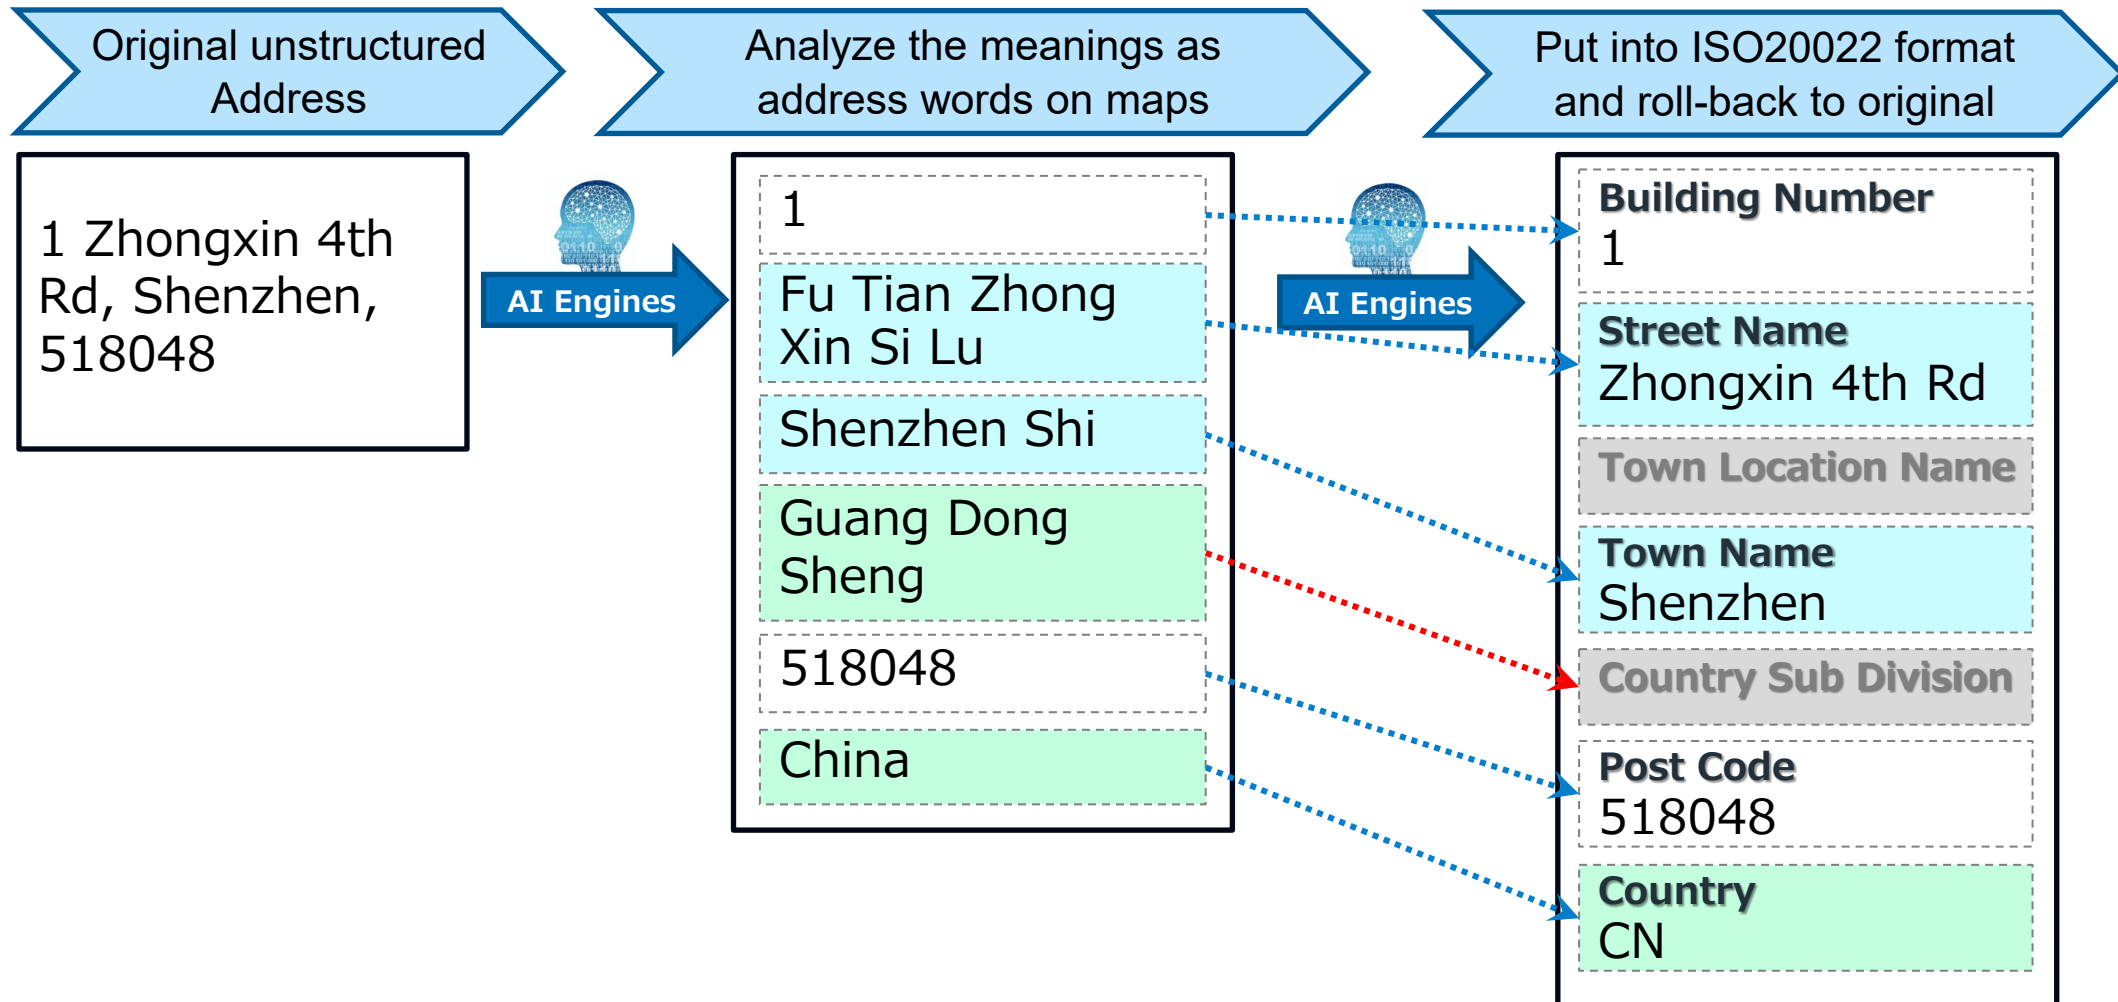 Original unstructured
Address
Analyze the meanings as
address words on maps
Put into ISO20022 format
and roll-back to original
1 Zhongxin 4th
Rd, Shenzhen,
518048
AI Engines
1
Fu Tian Zhong
Xin Si Lu
Shenzhen Shi
Guang Dong
Sheng
518048
China
AI Engines
Building Number
1
Street Name
Zhongxin 4th Rd
Town Location Name
Town Name
Shenzhen
Country Sub Division
Post Code
518048
Country
CN